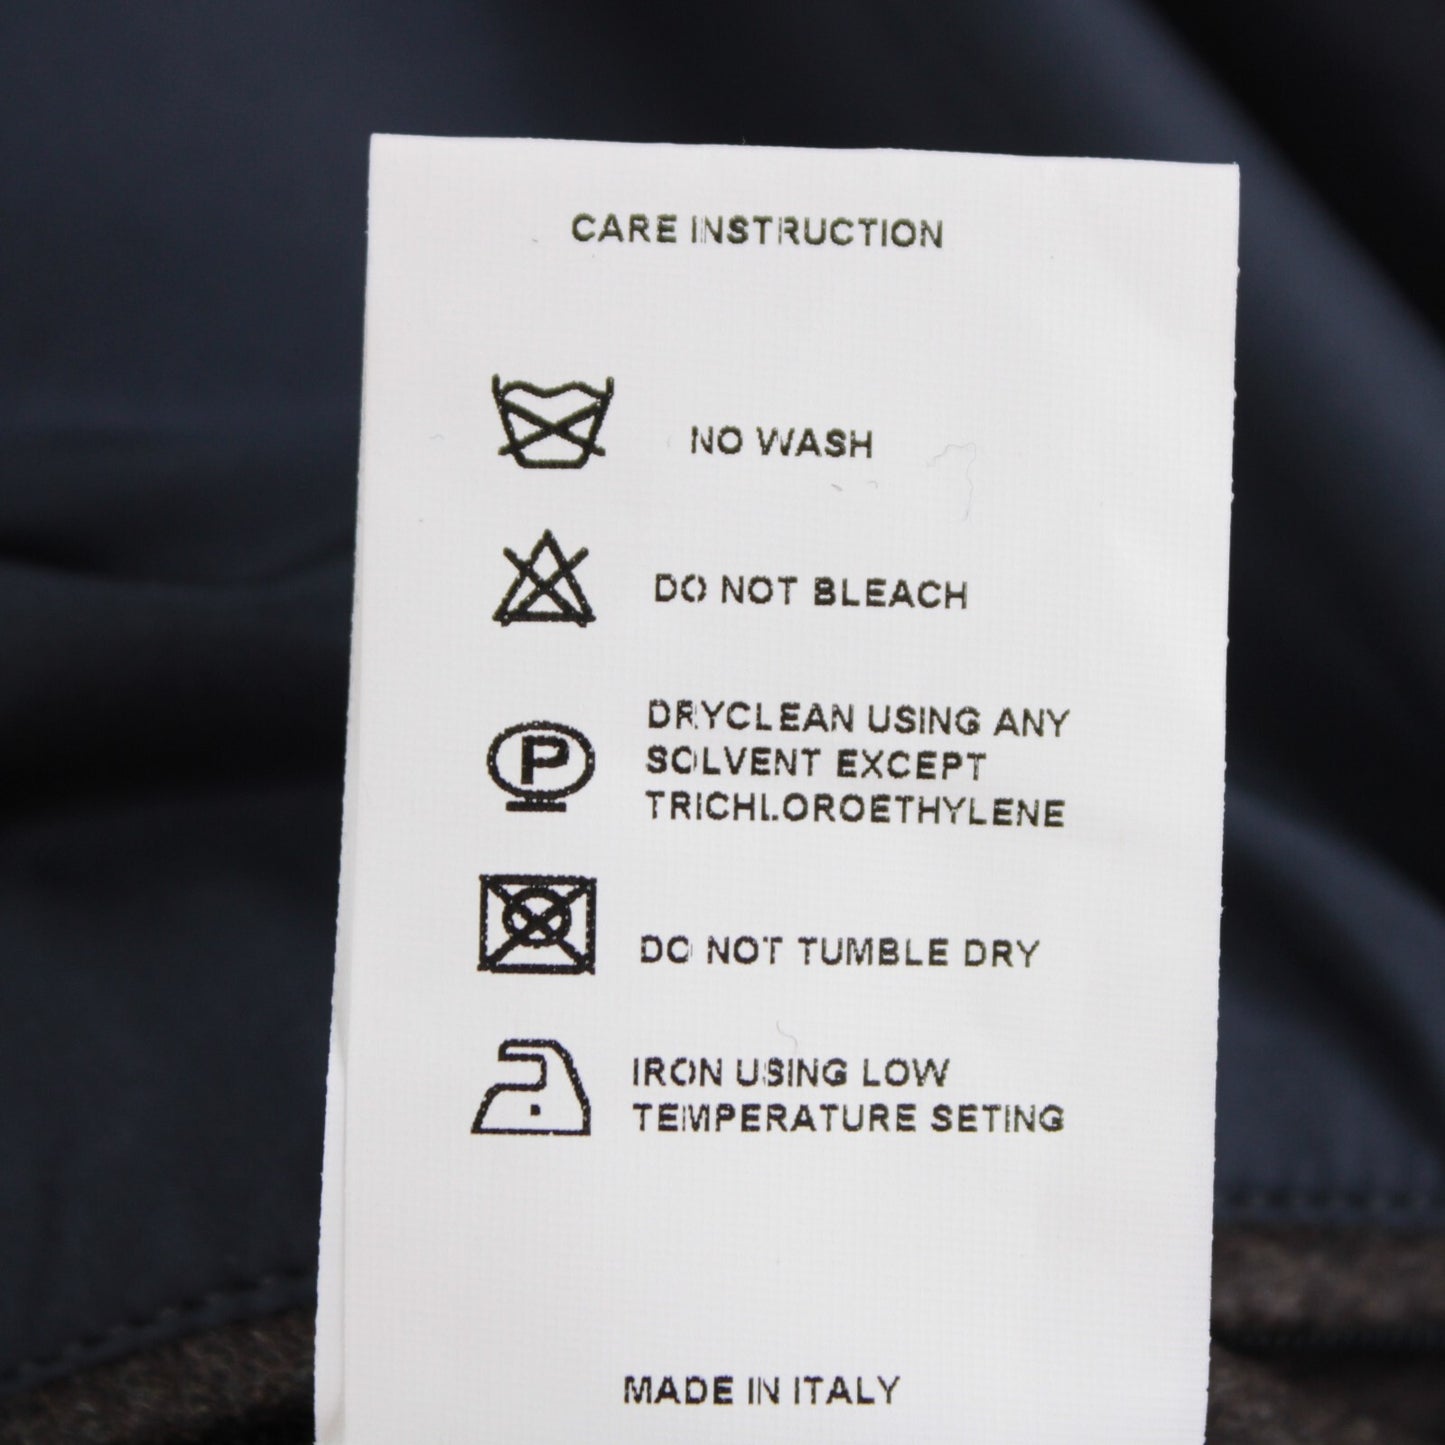 CARE INSTRUCTION
NO WASH
DO NOT BLEACH
P
DRYCLEAN USING ANY
SOLVENT EXCEPT
TRICHLOROETHYLENE
DO NOT TUMBLE DRY
IRON USING LOW
TEMPERATURE SETING
MADE IN ITALY